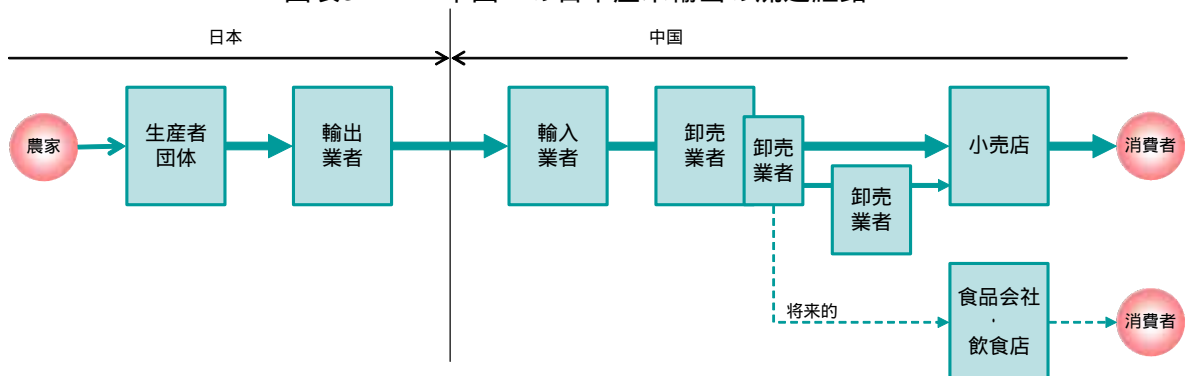 日本
中国
農家
生産者
団体
輸出
業者
輸入
業者
卸売
業者
卸売
業者
卸売
業者
小売店
消費者
将来的
食品会社
・
飲食店
消費者